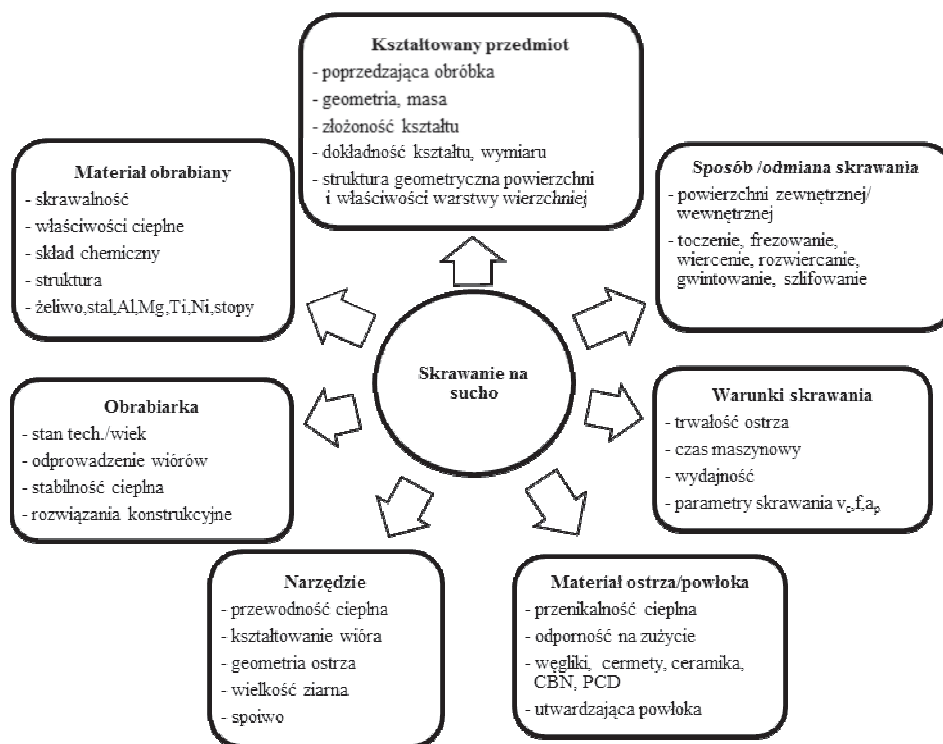 Kształtowany przedmiot
- poprzedzająca obróbka
- geometria, masa
- złożoność kształtu
- dokładność kształtu, wymiaru
- struktura geometryczna powierzchni
i właściwości warstwy wierzchniej
Materiał obrabiany
- skrawalność
- właściwości cieplne
- skład chemiczny
- struktura
- żeliwo,stal,Al,Mg,Ti,Ni,stopy
Sposób /odmiana skrawania
- powierzchni zewnętrznej/
wewnętrznej
- toczenie, frezowanie,
wiercenie, rozwiercanie,
gwintowanie, szlifowanie
Skrawanie na
sucho
Obrabiarka
- stan tech./wiek
- odprowadzenie wiórów
- stabilność cieplna
- rozwiązania konstrukcyjne
Warunki skrawania
- trwałość ostrza
- czas maszynowy
- wydajność
- parametry skrawania vc,f,ap
Narzędzie
- przewodność cieplna
- kształtowanie wióra
- geometria ostrza
- wielkość ziarna
- spoiwo
Materiał ostrza/powłoka
- przenikalność cieplna
- odporność na zużycie
- węgliki, cermety, ceramika,
CBN, PCD
- utwardzająca powłoka